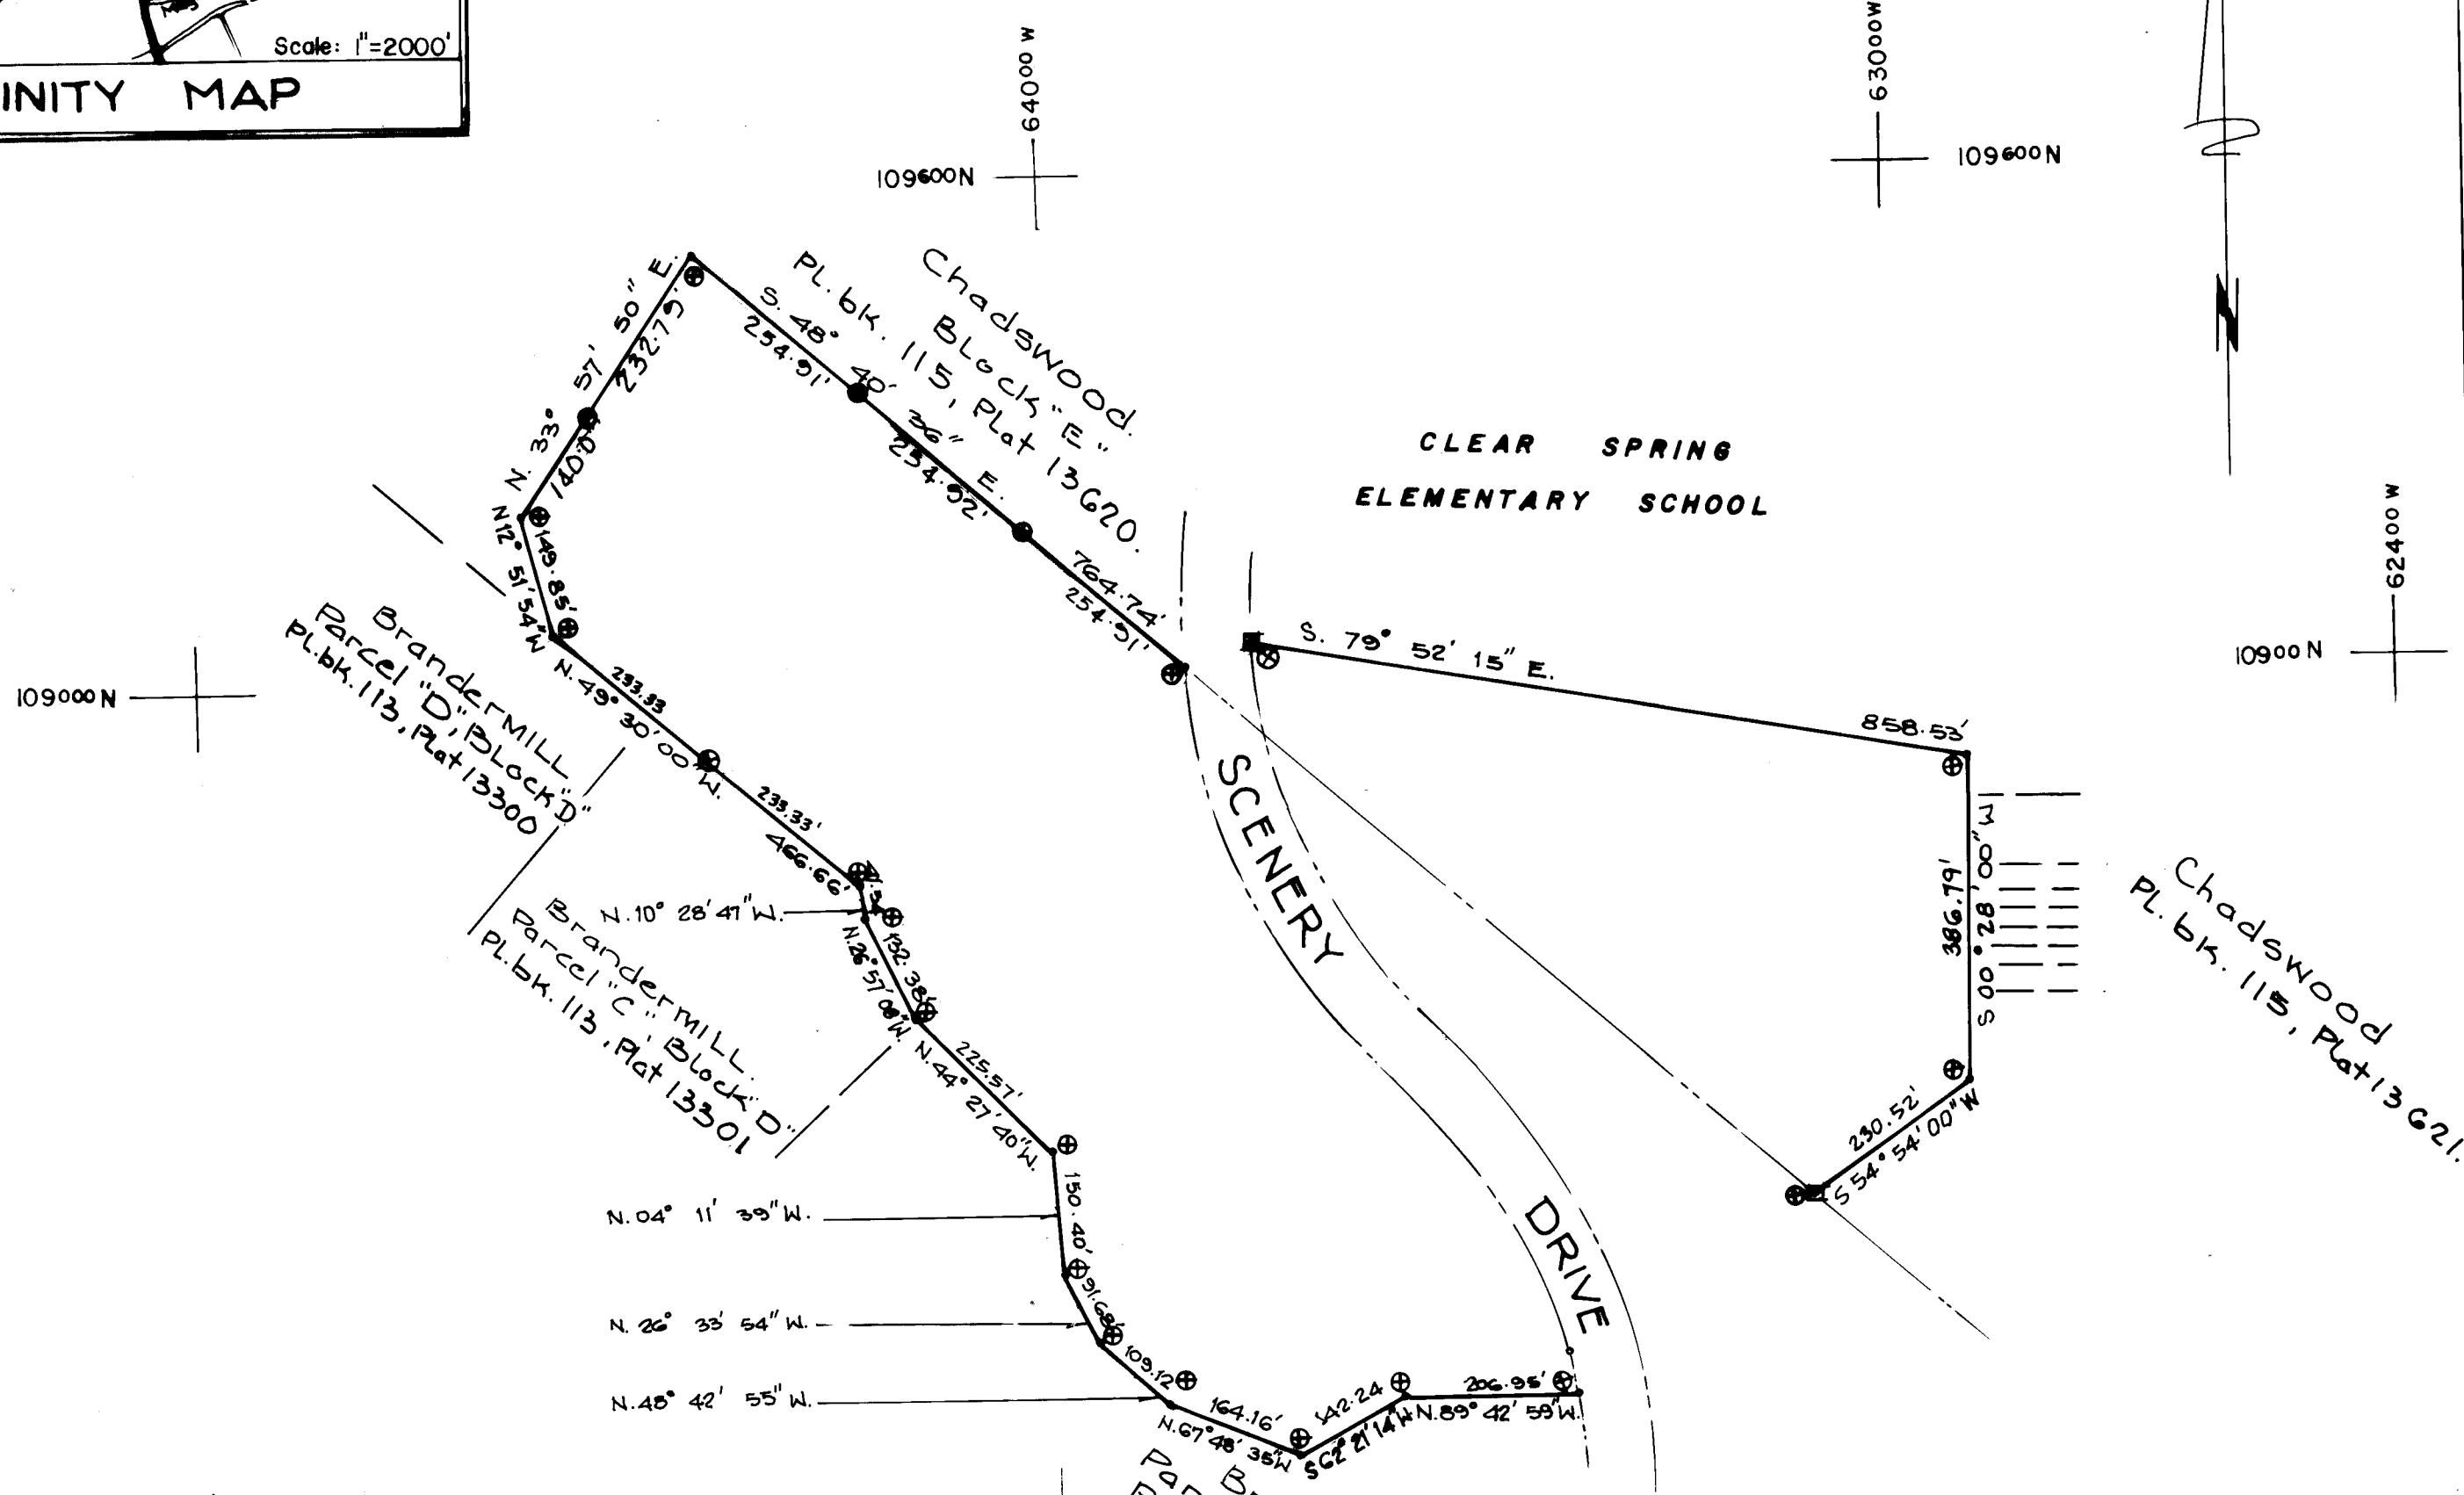 Scale: 1"=2000'
INITY MAP
64000 W
63000W
109600N
109600N
N. 33° 57' 50" E.
232.79'
S. 48° 40' 36" E.
254.91'
254.92'
254.91'
764.74'
Chadswood.
Block "E"
PL. bk. 115, Plat 13620.
CLEAR SPRING
ELEMENTARY SCHOOL
N12° 51' 54" W
149.85'
62400 W
10900 N
109000N
S. 79° 52' 15" E.
858.53'
BranderMILL
Parcel "D", Block "D"
PL.bk. 113, Plat 13300
233.33
N. 49° 30' 00" W.
233.33'
466.66'
SCENERY
DRIVE
S 00° 28' 00" W
386.79'
Chadswood
PL. bk. 115, Plat 13621.
N. 10° 28' 47" W.
132.38'
BranderMILL.
Parcel "C", Block "D"
PL.bk. 113, Plat 13301
225.57'
N. 44° 27' 40" W.
230.52'
S 54° 54' 00" W
N. 04° 11' 39" W.
150.40'
N. 26° 33' 54" W.
91.68'
N. 48° 42' 55" W.
109.12
164.16'
N. 67° 48' 35" W
142.24
S 62° 21' 14" W
206.95'
N. 89° 42' 59" W.